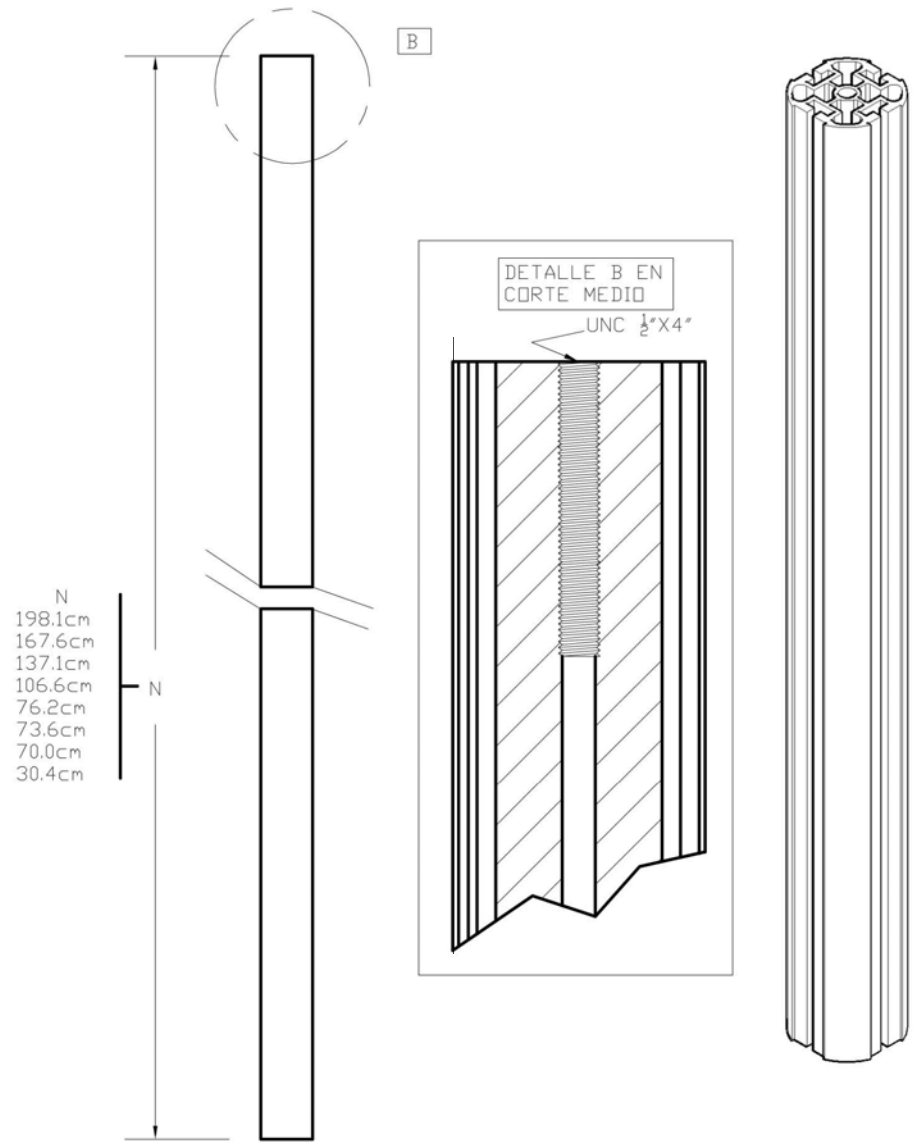 B
DETALLE B EN
CORTE MEDIO
UNC ½"X4"
N
198.1cm
167.6cm
137.1cm
106.6cm
76.2cm
73.6cm
70.0cm
30.4cm
N